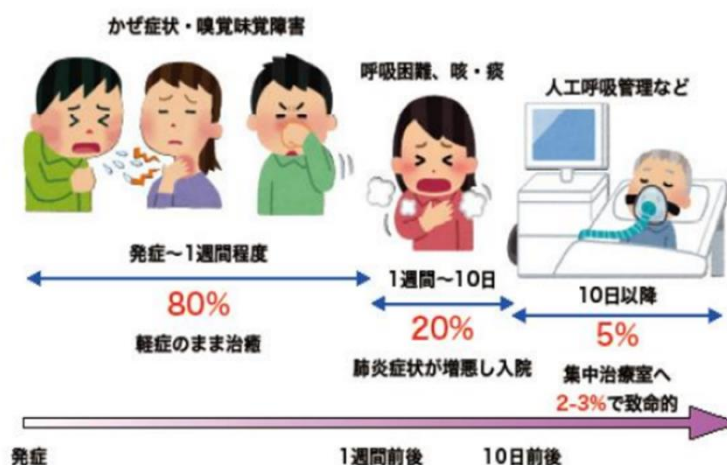 かぜ症状・嗅覚味覚障害
呼吸困難、咳・痰
人工呼吸管理など
発症〜1週間程度
80%
軽症のまま治癒
1週間〜10日
20%
肺炎症状が増悪し入院
10日以降
5%
集中治療室へ
2-3%で致命的
発症
1週間前後
10日前後